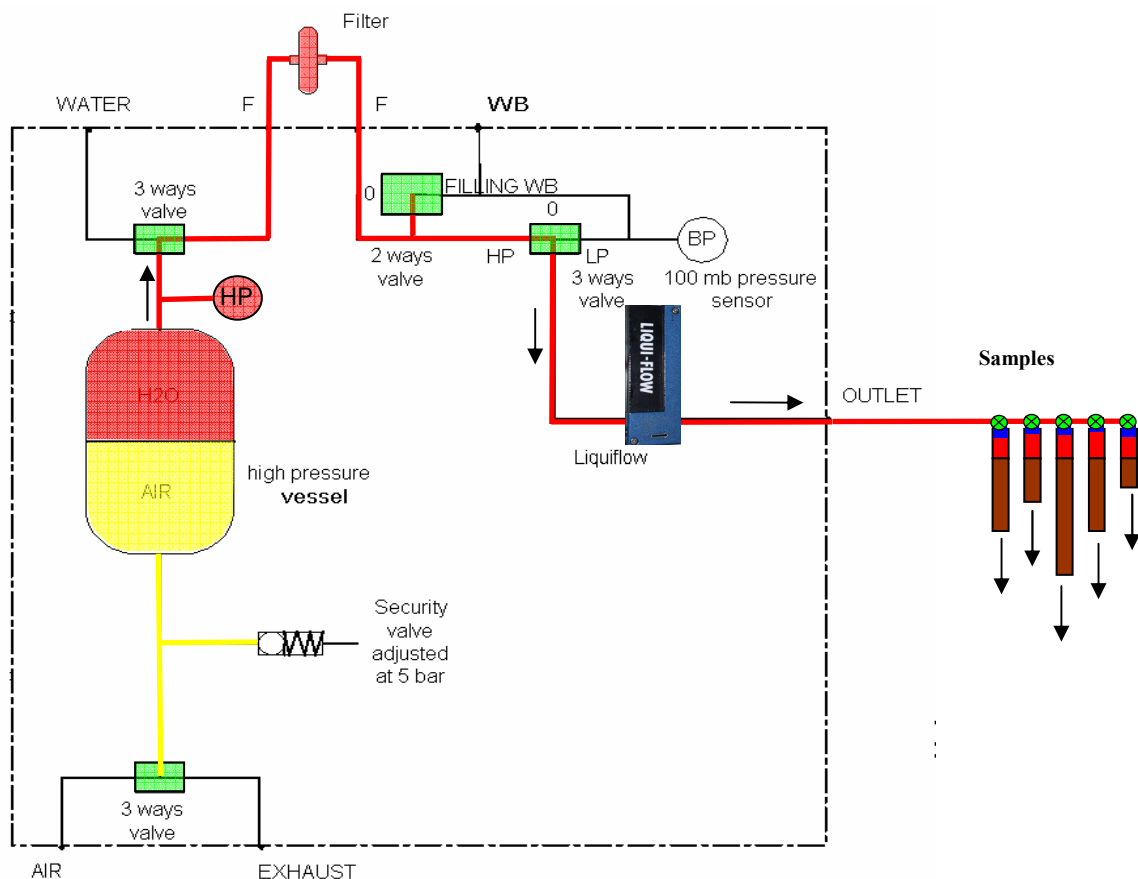 Filter
WATER
F
F
WB
3 ways
valve
0
FILLING WB
0
2 ways
valve
HP
LP
3 ways
valve
BP
100 mb pressure
sensor
HP
LIQUI-FLOW
Samples
H2O
OUTLET
Liquiflow
high pressure
vessel
AIR
Security
valve
adjusted
at 5 bar
3 ways
valve
AIR
EXHAUST